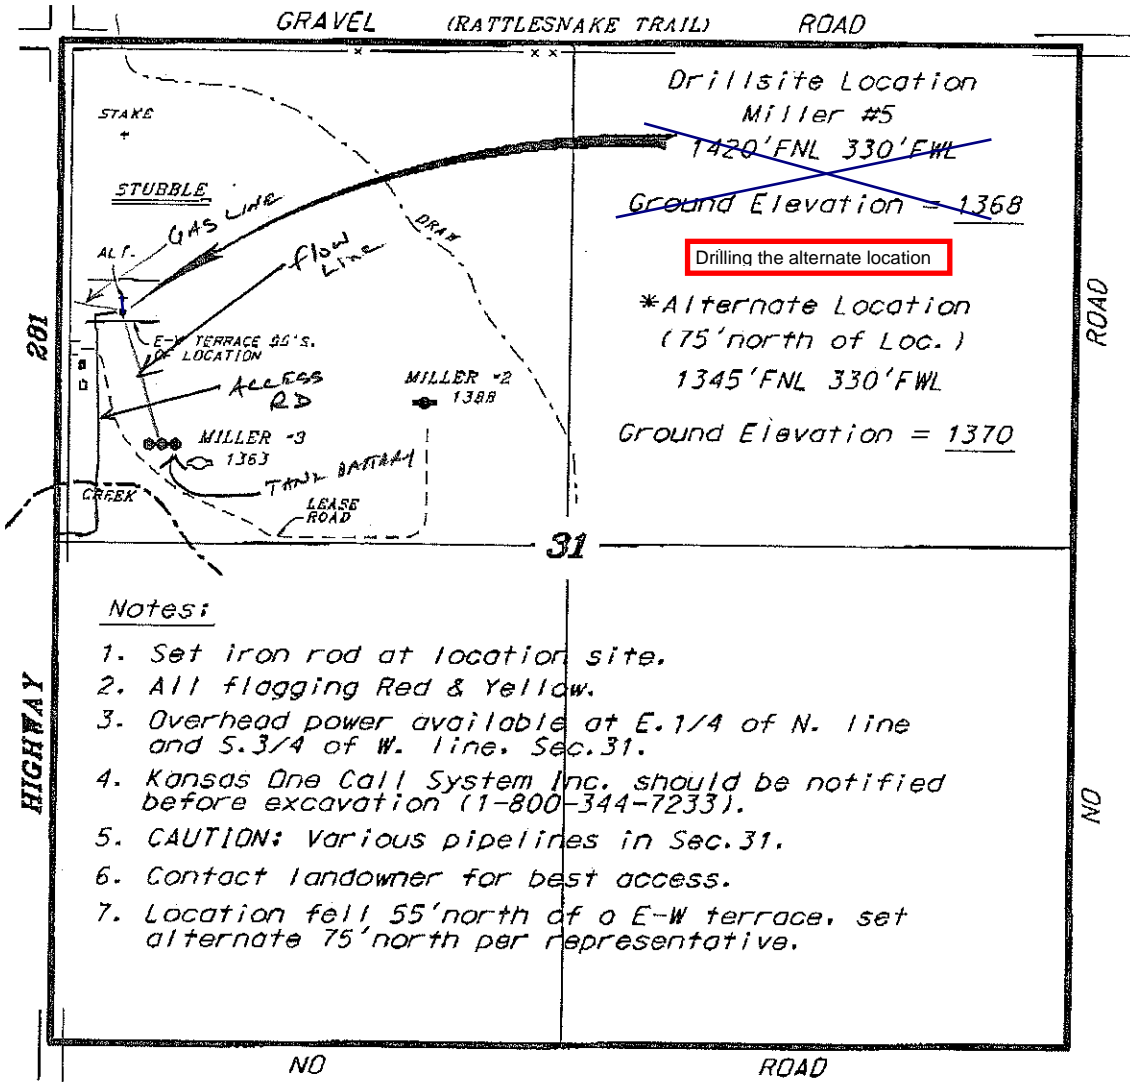 GRAVEL (RATTLESNAKE TRAIL) ROAD
Drillsite Location
Miller #5
1420'FNL 330'FWL
Ground Elevation = 1368
Drilling the alternate location
*Alternate Location
(75'north of Loc.)
1345'FNL 330'FWL
Ground Elevation = 1370
STAKE
STUBBLE
GAS LINE
DRAW
flow
Line
ALT.
E-W TERRACE 55'S.
OF LOCATION
ACCESS
RD
MILLER -2
1388
MILLER -3
1363
TANK BATTARY
CREEK
LEASE
ROAD
31
281
HIGHWAY
ROAD
NO
Notes:
1. Set iron rod at location site.
2. All flagging Red & Yellow.
3. Overhead power available at E.1/4 of N. line
and S.3/4 of W. line. Sec.31.
4. Kansas One Call System Inc. should be notified
before excavation (1-800-344-7233).
5. CAUTION: Various pipelines in Sec.31.
6. Contact landowner for best access.
7. Location fell 55'north of a E-W terrace, set
alternate 75'north per representative.
NO ROAD